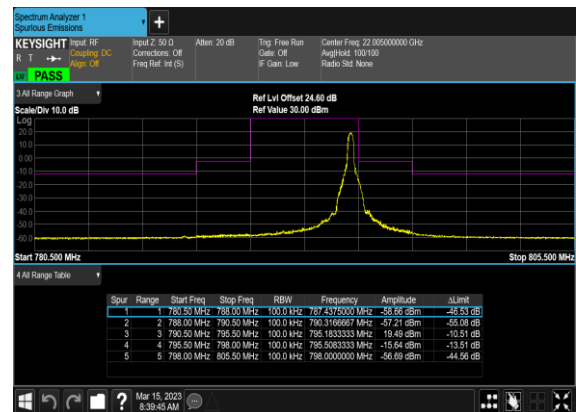 Spectrum Analyzer 1
Spurious Emissions
+
KEYSIGHT Input: RF Input Z: 50 Ω Atten: 20 dB Trig: Free Run Center Freq: 22.005000000 GHz
R T Coupling: DC Corrections: Off Gate: Off Avg|Hold: 100/100
Align: Off Freq Ref: Int (S) IF Gain: Low Radio Std: None
LW PASS
3 All Range Graph
Ref Lvl Offset 24.60 dB
Scale/Div 10.0 dB Ref Value 30.00 dBm
Log
20.0
10.0
0.00
-10.0
-20.0
-30.0
-40.0
-50.0
-60.0
Start 780.500 MHz Stop 805.500 MHz
4 All Range Table
Spur Range Start Freq Stop Freq RBW Frequency Amplitude ΔLimit
1 1 780.50 MHz 788.00 MHz 100.0 kHz 787.4375000 MHz -58.66 dBm -46.53 dB
2 2 788.00 MHz 790.50 MHz 100.0 kHz 790.3166667 MHz -57.21 dBm -55.08 dB
3 3 790.50 MHz 795.50 MHz 100.0 kHz 795.1833333 MHz 19.49 dBm -10.51 dB
4 4 795.50 MHz 798.00 MHz 100.0 kHz 795.5083333 MHz -15.64 dBm -13.51 dB
5 5 798.00 MHz 805.50 MHz 100.0 kHz 798.0000000 MHz -56.69 dBm -44.56 dB
? Mar 15, 2023
8:39:45 AM